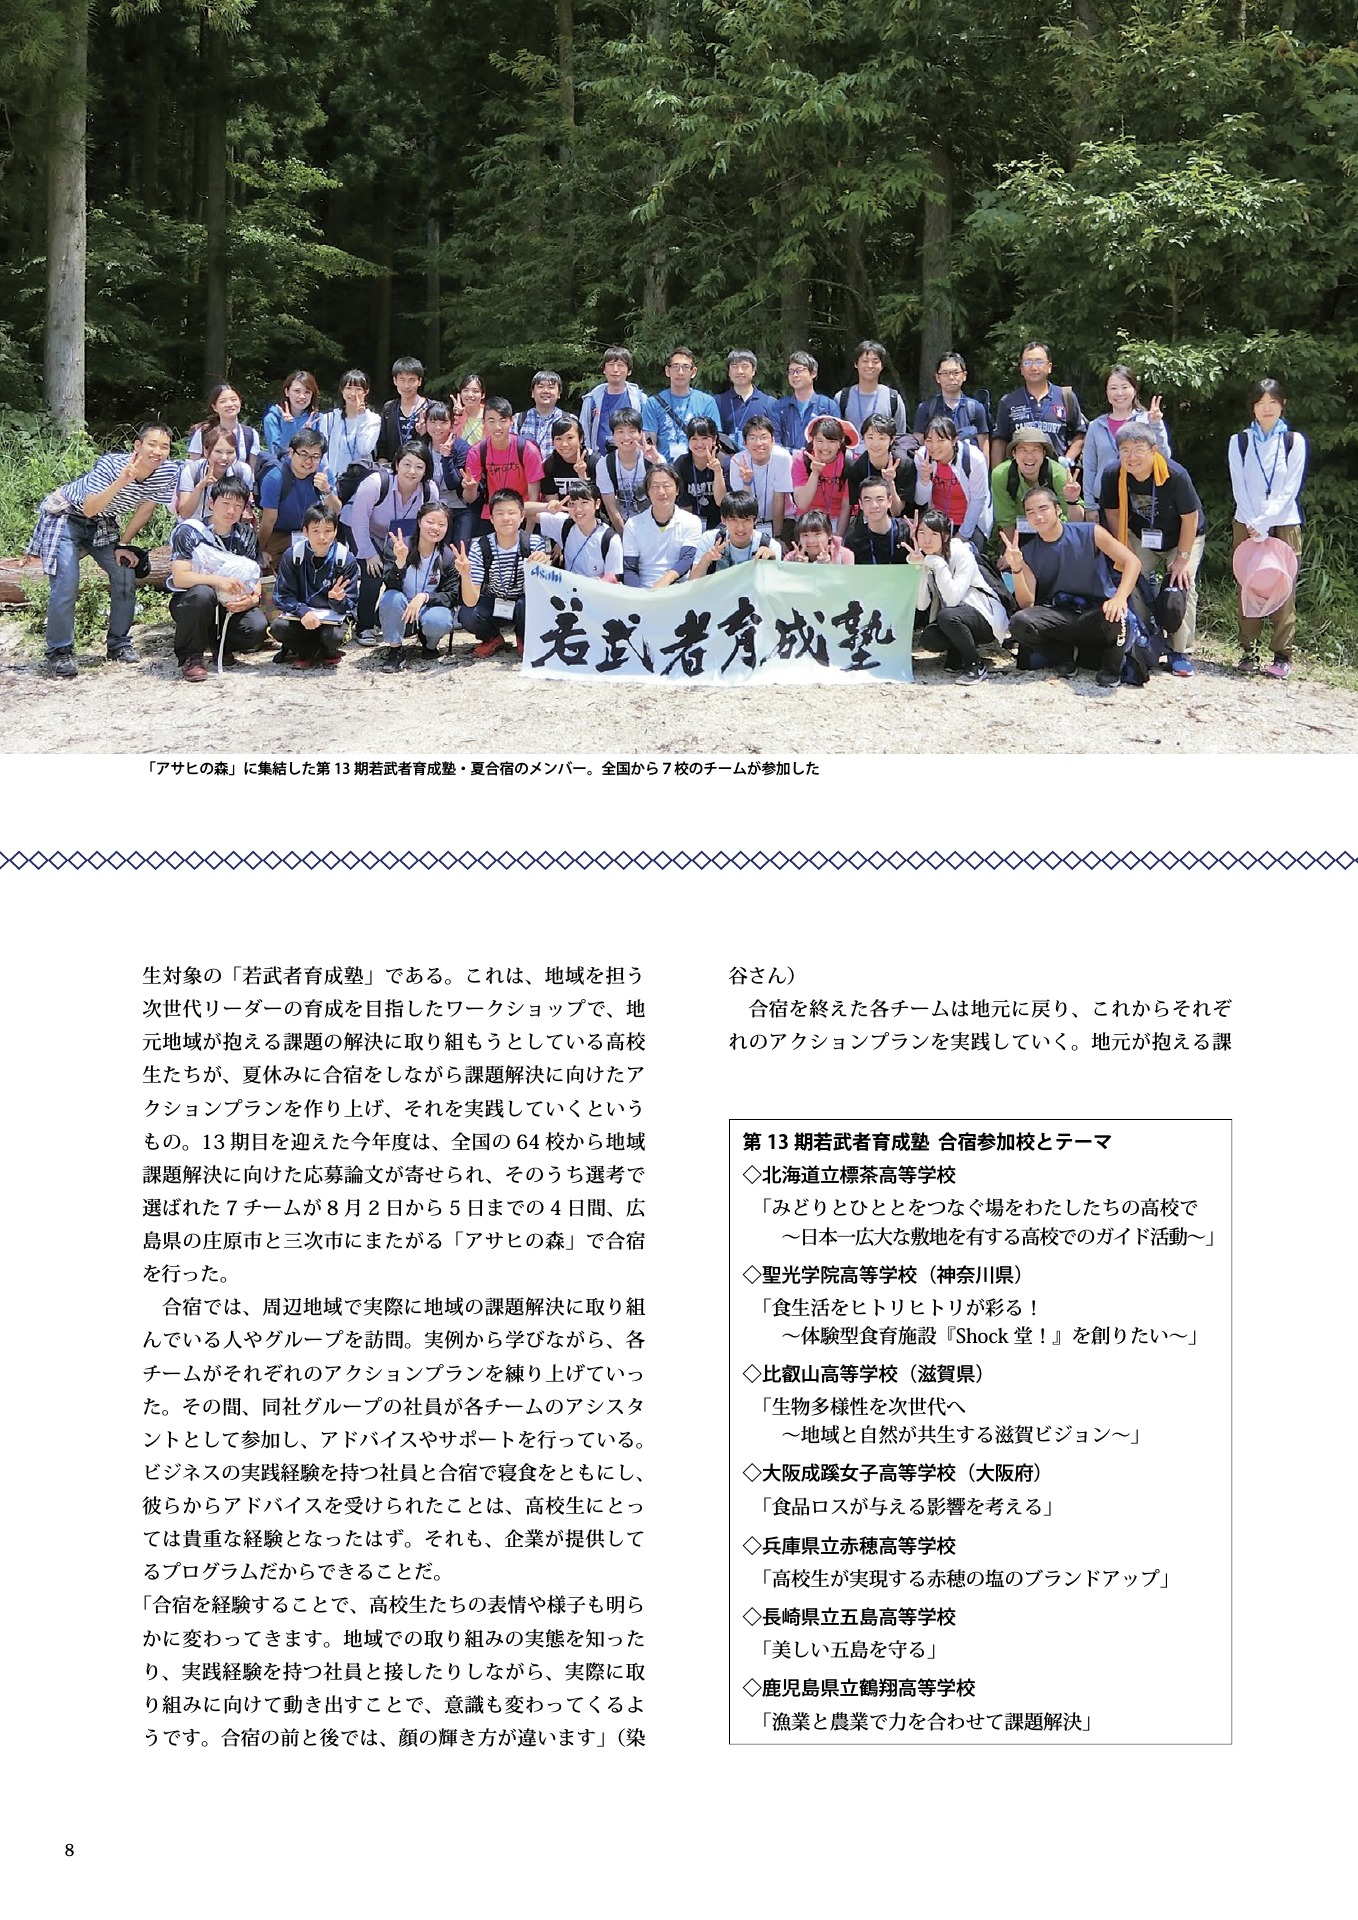 Asahi
若武者育成塾
「アサヒの森」に集結した第 13 期若武者育成塾・夏合宿のメンバー。全国から 7 校のチームが参加した
生対象の「若武者育成塾」である。これは、地域を担う
次世代リーダーの育成を目指したワークショップで、地
元地域が抱える課題の解決に取り組もうとしている高校
生たちが、夏休みに合宿をしながら課題解決に向けたア
クションプランを作り上げ、それを実践していくという
もの。13 期目を迎えた今年度は、全国の 64 校から地域
課題解決に向けた応募論文が寄せられ、そのうち選考で
選ばれた 7 チームが 8 月 2 日から 5 日までの 4 日間、広
島県の庄原市と三次市にまたがる「アサヒの森」で合宿
を行った。
合宿では、周辺地域で実際に地域の課題解決に取り組
んでいる人やグループを訪問。実例から学びながら、各
チームがそれぞれのアクションプランを練り上げていっ
た。その間、同社グループの社員が各チームのアシスタ
ントとして参加し、アドバイスやサポートを行っている。
ビジネスの実践経験を持つ社員と合宿で寝食をともにし、
彼らからアドバイスを受けられたことは、高校生にとっ
ては貴重な経験となったはず。それも、企業が提供して
るプログラムだからできることだ。
「合宿を経験することで、高校生たちの表情や様子も明ら
かに変わってきます。地域での取り組みの実態を知った
り、実践経験を持つ社員と接したりしながら、実際に取
り組みに向けて動き出すことで、意識も変わってくるよ
うです。合宿の前と後では、顔の輝き方が違います」（染
谷さん）
合宿を終えた各チームは地元に戻り、これからそれぞ
れのアクションプランを実践していく。地元が抱える課
第 13 期若武者育成塾 合宿参加校とテーマ
◇北海道立標茶高等学校
「みどりとひととをつなぐ場をわたしたちの高校で
～日本一広大な敷地を有する高校でのガイド活動～」
◇聖光学院高等学校（神奈川県）
「食生活をヒトリヒトリが彩る！
～体験型食育施設『Shock 堂！』を創りたい～」
◇比叡山高等学校（滋賀県）
「生物多様性を次世代へ
～地域と自然が共生する滋賀ビジョン～」
◇大阪成蹊女子高等学校（大阪府）
「食品ロスが与える影響を考える」
◇兵庫県立赤穂高等学校
「高校生が実現する赤穂の塩のブランドアップ」
◇長崎県立五島高等学校
「美しい五島を守る」
◇鹿児島県立鶴翔高等学校
「漁業と農業で力を合わせて課題解決」
8